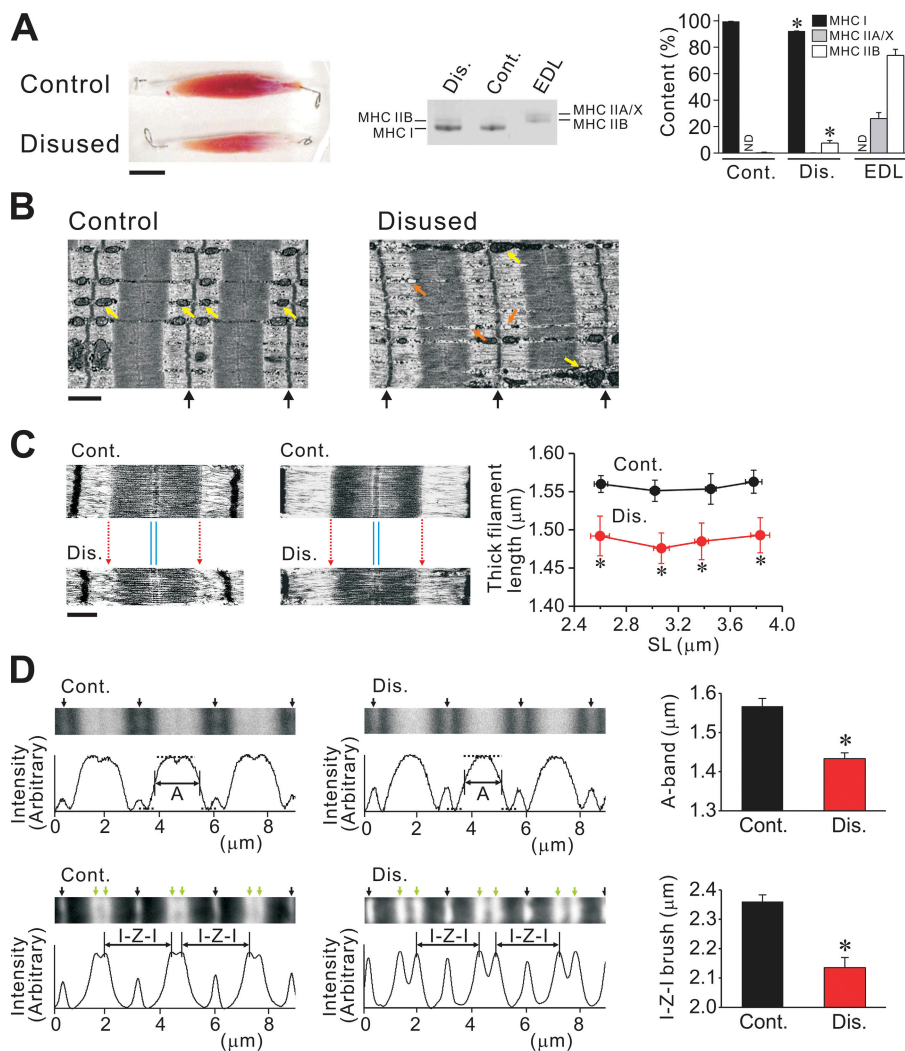 A
Control
Disused
Dis.
Cont.
EDL
MHC IIB
MHC I
MHC IIA/X
MHC IIB
Content (%)
100
80
60
40
20
0
MHC I
MHC IIA/X
MHC IIB
*
*
ND
ND
Cont.
Dis.
EDL
B
Control
Disused
C
Cont.
Dis.
Cont.
Dis.
Thick filament
length (μm)
1.60
1.55
1.50
1.45
1.40
Cont.
Dis.
* * * *
2.4 2.8 3.2 3.6 4.0
SL (μm)
D
Cont.
Intensity
(Arbitrary)
A
0 2 4 6 8
(μm)
Dis.
Intensity
(Arbitrary)
A
0 2 4 6 8
(μm)
A-band (μm)
1.6
1.5
1.4
1.3
*
Cont. Dis.
Cont.
Intensity
(Arbitrary)
I-Z-I I-Z-I
0 2 4 6 8
(μm)
Dis.
Intensity
(Arbitrary)
I-Z-I I-Z-I
0 2 4 6 8
(μm)
I-Z-I brush (μm)
2.4
2.3
2.2
2.1
2.0
*
Cont. Dis.